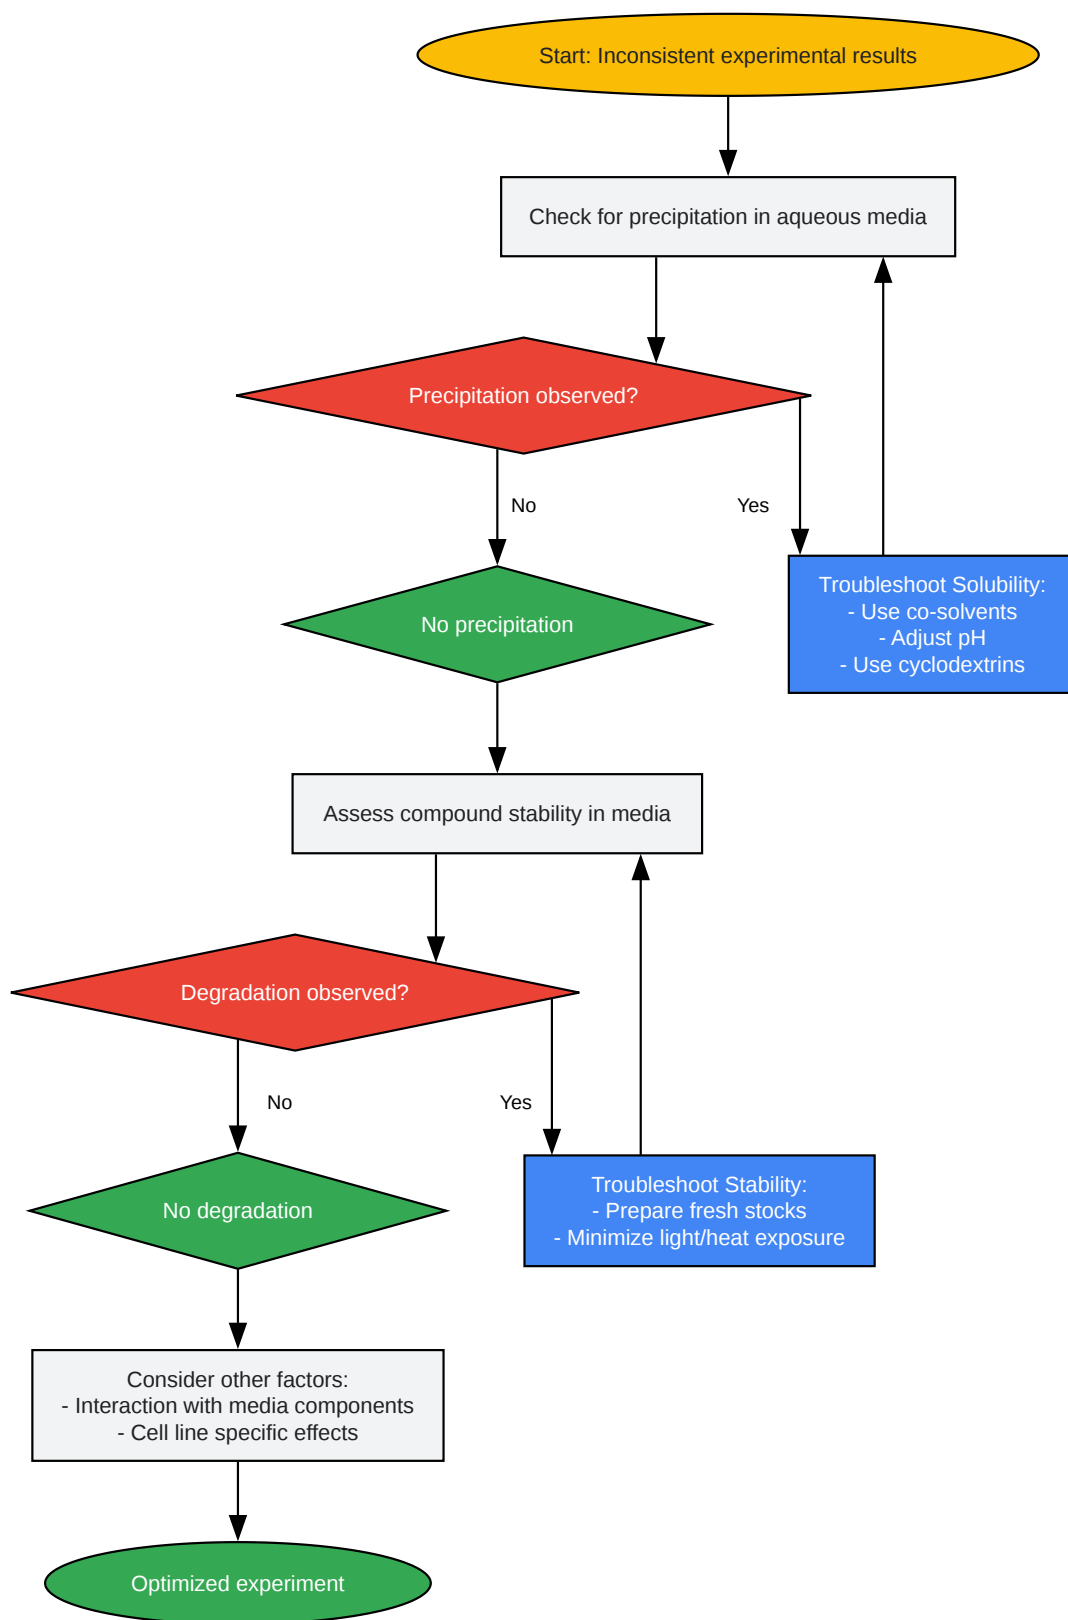 Start: Inconsistent experimental results
Check for precipitation in aqueous media
Precipitation observed?
No
Yes
No precipitation
Troubleshoot Solubility:
- Use co-solvents
- Adjust pH
- Use cyclodextrins
Assess compound stability in media
Degradation observed?
No
Yes
No degradation
Troubleshoot Stability:
- Prepare fresh stocks
- Minimize light/heat exposure
Consider other factors:
- Interaction with media components
- Cell line specific effects
Optimized experiment